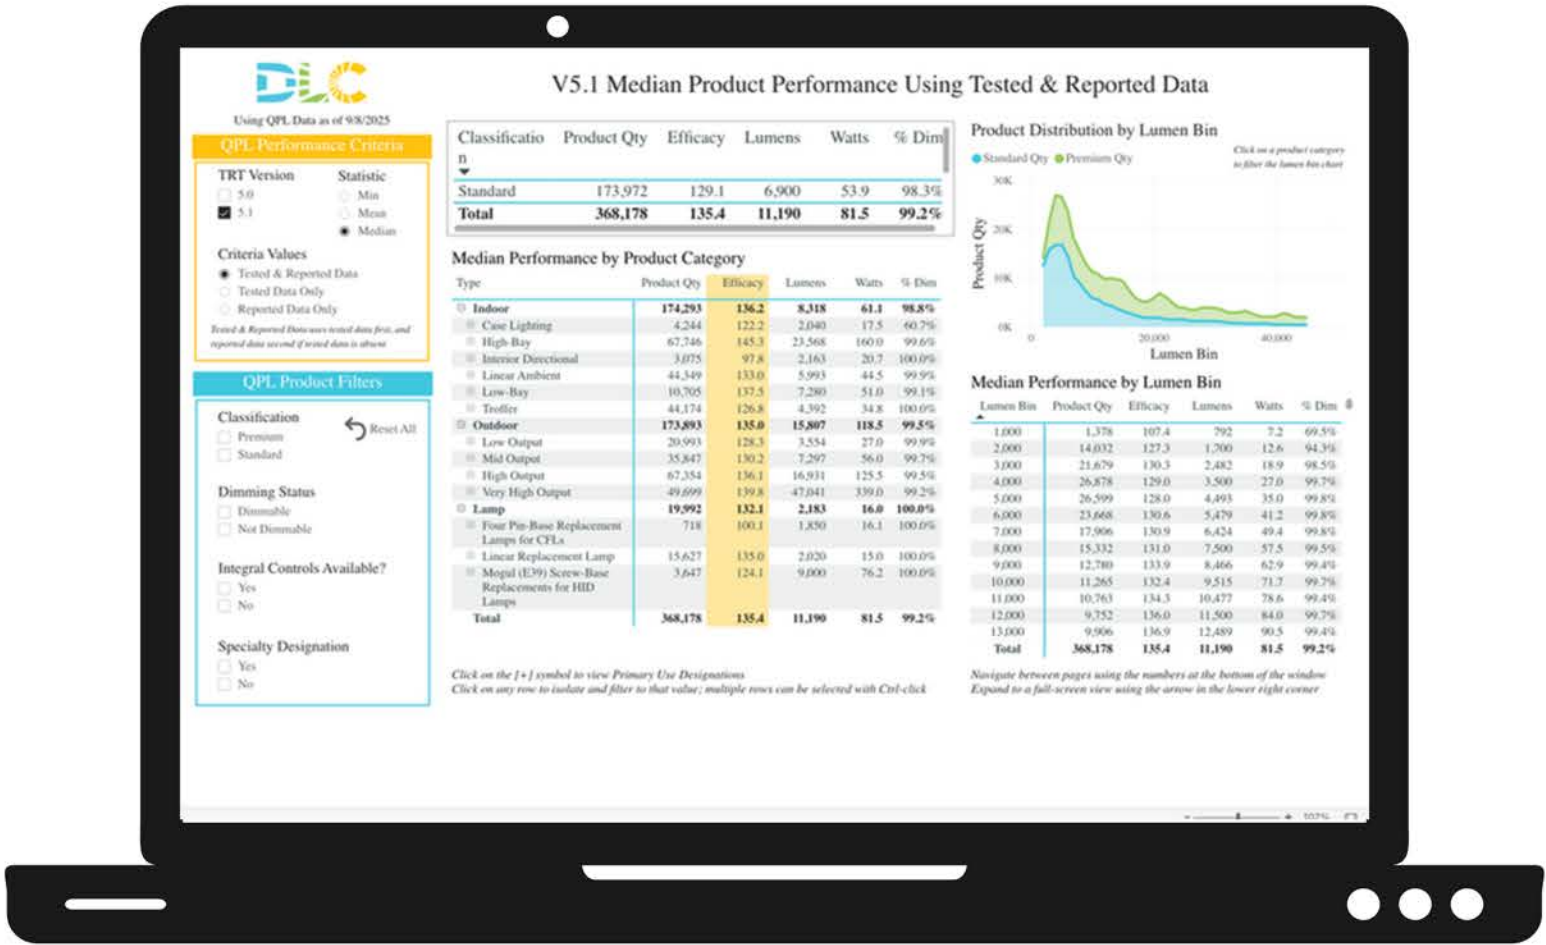 DLC
V5.1 Median Product Performance Using Tested & Reported Data
Using QPL Data as of 9/8/2025
QPL Performance Criteria
TRT Version
5.0
5.1
Statistic
Min
Mean
Median
Criteria Values
Tested & Reported Data
Tested Data Only
Reported Data Only
Tested & Reported Data uses tested data first, and
reported data second if tested data is absent
QPL Product Filters
Classification
Premium
Standard
Reset All
Dimming Status
Dimmable
Not Dimmable
Integral Controls Available?
Yes
No
Specialty Designation
Yes
No
Classificatio
n Product Qty Efficacy Lumens Watts % Dim
Standard 173,972 129.1 6,900 53.9 98.3%
Total 368,178 135.4 11,190 81.5 99.2%
Median Performance by Product Category
Type Product Qty Efficacy Lumens Watts % Dim
Indoor 174,293 136.2 8,318 61.1 98.8%
Case Lighting 4,244 122.2 2,040 17.5 60.7%
High-Bay 67,746 145.3 23,568 160.0 99.6%
Interior Directional 3,075 97.8 2,163 20.7 100.0%
Linear Ambient 44,349 133.0 5,993 44.5 99.9%
Low-Bay 10,705 137.5 7,280 51.0 99.1%
Troffer 44,174 126.8 4,392 34.8 100.0%
Outdoor 173,893 135.0 15,807 118.5 99.5%
Low Output 20,993 128.3 3,554 27.0 99.9%
Mid Output 35,847 130.2 7,297 56.0 99.7%
High Output 67,354 136.1 16,931 125.5 99.5%
Very High Output 49,699 139.8 47,041 339.0 99.2%
Lamp 19,992 132.1 2,183 16.0 100.0%
Four Pin-Base Replacement
Lamps for CFLs 718 100.1 1,850 16.1 100.0%
Linear Replacement Lamp 15,627 135.0 2,020 15.0 100.0%
Mogul (E39) Screw-Base
Replacements for HID
Lamps 3,647 124.1 9,000 76.2 100.0%
Total 368,178 135.4 11,190 81.5 99.2%
Click on the [+] symbol to view Primary Use Designations
Click on any row to isolate and filter to that value; multiple rows can be selected with Ctrl-click
Product Distribution by Lumen Bin
Standard Qty Premium Qty
Click on a product category
to filter the lumen bin chart
Product Qty
30K
20K
10K
0K
0 20,000 40,000
Lumen Bin
Median Performance by Lumen Bin
Lumen Bin Product Qty Efficacy Lumens Watts % Dim
1,000 1,378 107.4 792 7.2 69.5%
2,000 14,032 127.3 1,700 12.6 94.3%
3,000 21,679 130.3 2,482 18.9 98.5%
4,000 26,878 129.0 3,500 27.0 99.7%
5,000 26,599 128.0 4,493 35.0 99.8%
6,000 23,668 130.6 5,479 41.2 99.8%
7,000 17,906 130.9 6,424 49.4 99.8%
8,000 15,332 131.0 7,500 57.5 99.5%
9,000 12,780 133.9 8,466 62.9 99.4%
10,000 11,265 132.4 9,515 71.7 99.7%
11,000 10,763 134.3 10,477 78.6 99.4%
12,000 9,752 136.0 11,500 84.0 99.7%
13,000 9,906 136.9 12,489 90.5 99.4%
Total 368,178 135.4 11,190 81.5 99.2%
Navigate between pages using the numbers at the bottom of the window
Expand to a full-screen view using the arrow in the lower right corner